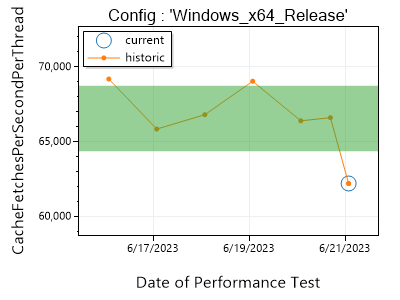 Config : 'Windows_x64_Release'
current
historic
CacheFetchesPerSecondPerThread
70,000
65,000
60,000
6/17/2023
6/19/2023
6/21/2023
Date of Performance Test